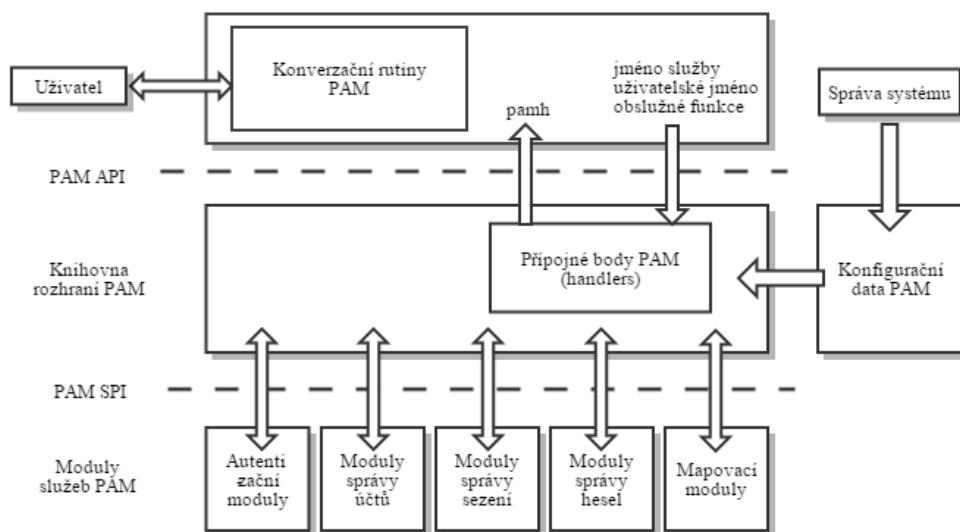 Uživatel
Konverzační rutiny
PAM
jméno služby
uživatelské jméno
obslužné funkce
pamh
Správa systému
PAM API
Knihovna
rozhraní PAM
Přípojné body PAM
(handlers)
Konfigurační
data PAM
PAM SPI
Moduly
služeb PAM
Autenti
zační
moduly
Moduly
správy
účtů
Moduly
správy
sezení
Moduly
správy
hesel
Mapovací
moduly